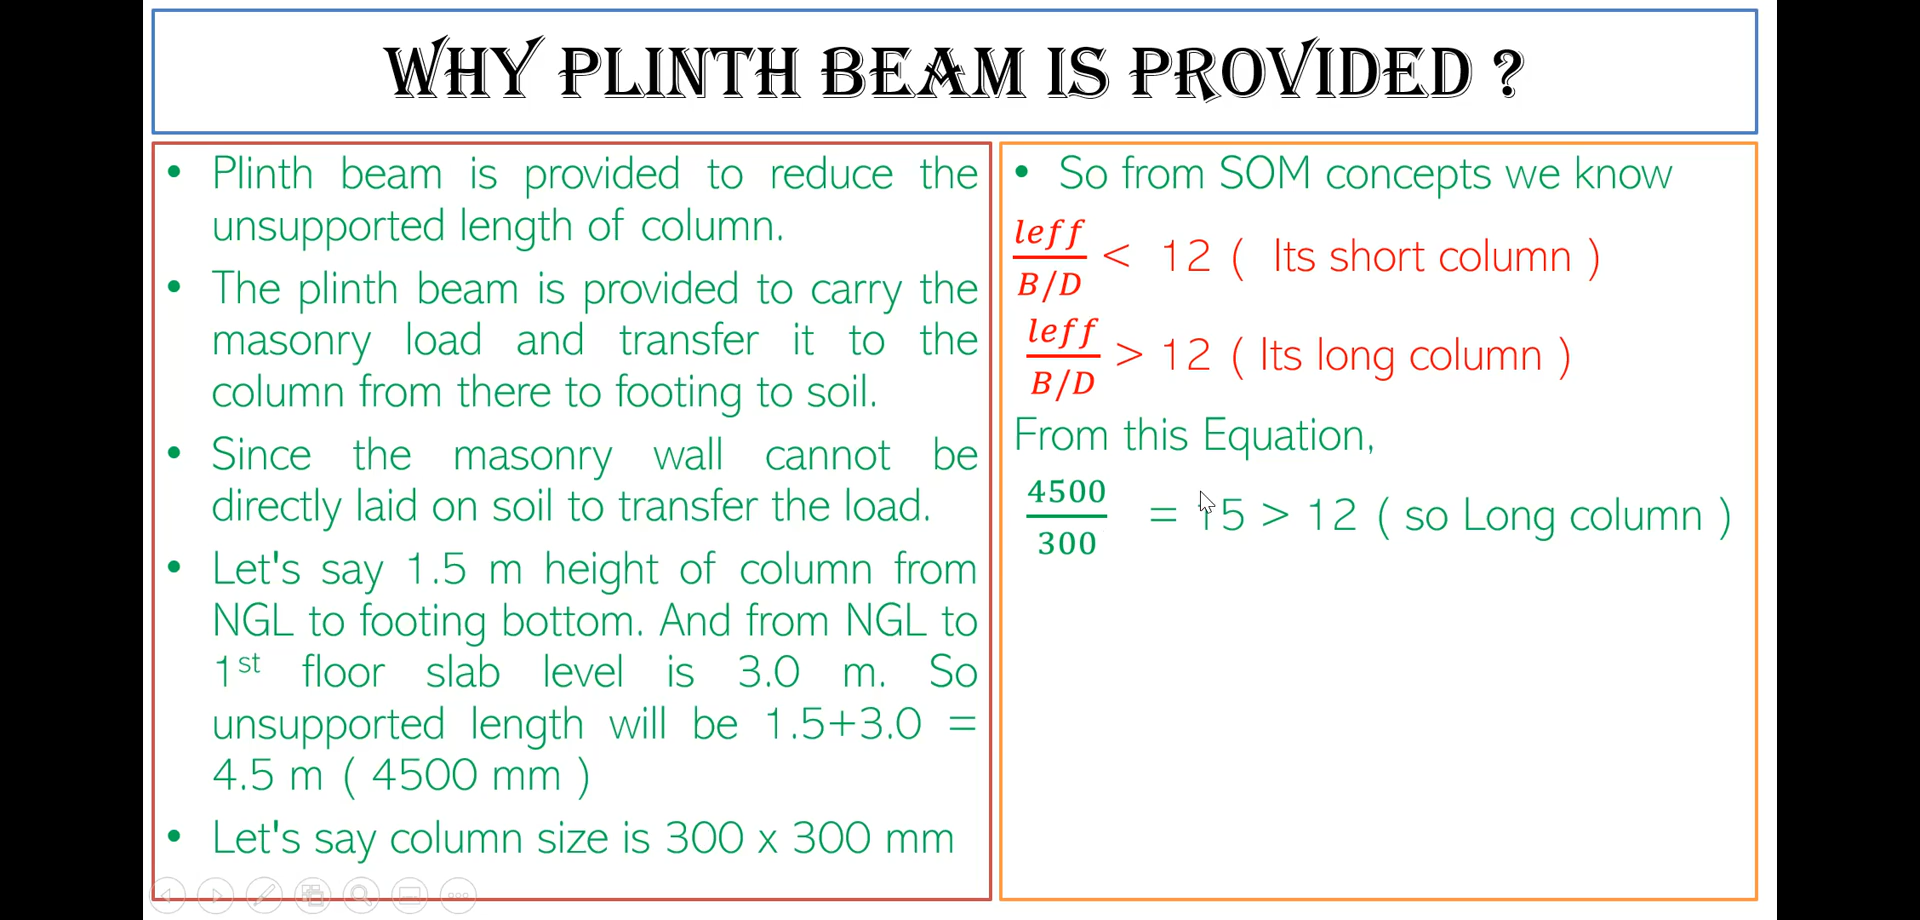 WHY PLINTH BEAM IS PROVIDED ?
• Plinth beam is provided to reduce the
unsupported length of column.
• The plinth beam is provided to carry the
masonry load and transfer it to the
column from there to footing to soil.
• Since the masonry wall cannot be
directly laid on soil to transfer the load.
• Let's say 1.5 m height of column from
NGL to footing bottom. And from NGL to
1st floor slab level is 3.0 m. So
unsupported length will be 1.5+3.0 =
4.5 m ( 4500 mm )
• Let's say column size is 300 x 300 mm
• So from SOM concepts we know
leff
B/D
< 12 ( Its short column )
leff
B/D
> 12 ( Its long column )
From this Equation,
4500
300
= 15 > 12 ( so Long column )